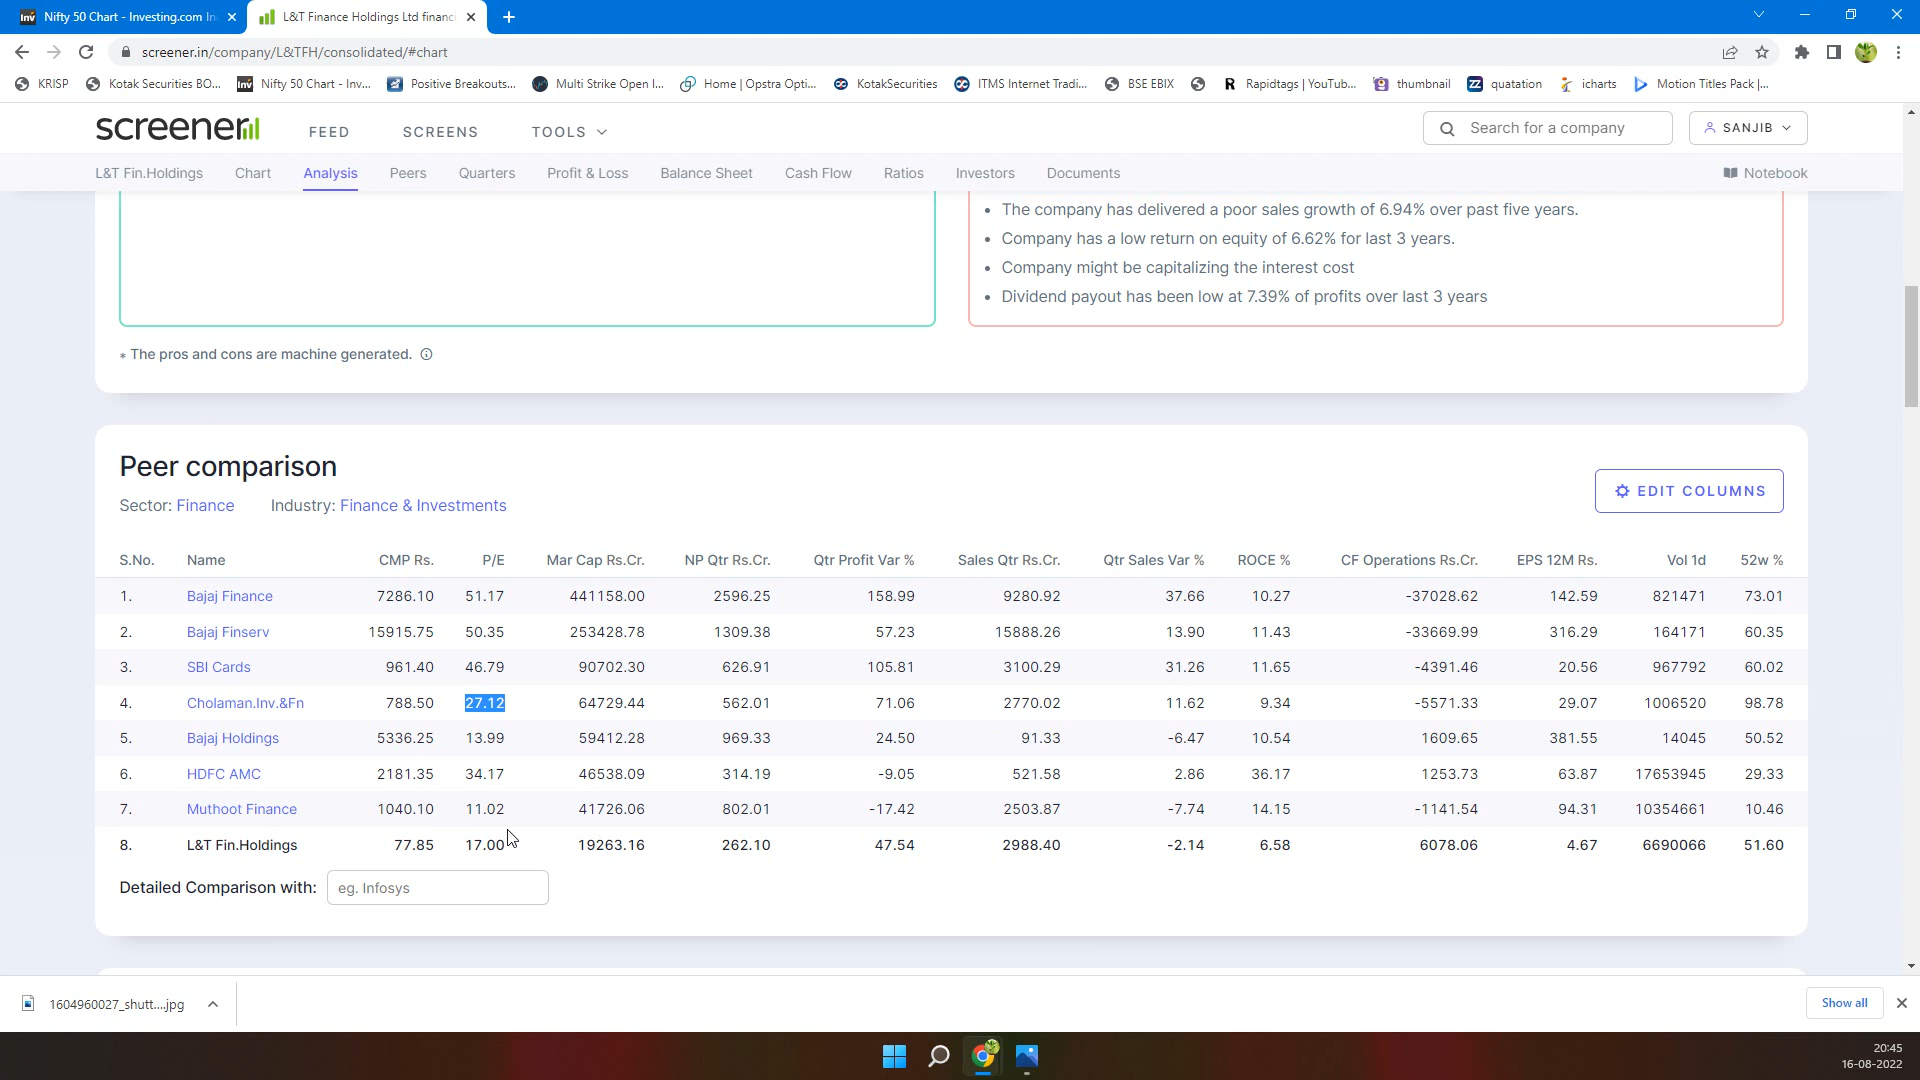 Nifty 50 Chart - Investing.com In
L&T Finance Holdings Ltd financi
screener.in/company/L&TFH/consolidated/#chart
KRISP
Kotak Securities BO...
Nifty 50 Chart - Inv...
Positive Breakouts...
Multi Strike Open I...
Home | Opstra Opti...
KotakSecurities
ITMS Internet Tradi...
BSE EBIX
Rapidtags | YouTub...
thumbnail
quatation
icharts
Motion Titles Pack |...
screener
FEED
SCREENS
TOOLS
Search for a company
SANJIB
L&T Fin.Holdings
Chart
Analysis
Peers
Quarters
Profit & Loss
Balance Sheet
Cash Flow
Ratios
Investors
Documents
Notebook
• The company has delivered a poor sales growth of 6.94% over past five years.
• Company has a low return on equity of 6.62% for last 3 years.
• Company might be capitalizing the interest cost
• Dividend payout has been low at 7.39% of profits over last 3 years
* The pros and cons are machine generated.
Peer comparison
Sector: Finance Industry: Finance & Investments
EDIT COLUMNS
S.No. Name CMP Rs. P/E Mar Cap Rs.Cr. NP Qtr Rs.Cr. Qtr Profit Var % Sales Qtr Rs.Cr. Qtr Sales Var % ROCE % CF Operations Rs.Cr. EPS 12M Rs. Vol 1d 52w %
1. Bajaj Finance 7286.10 51.17 441158.00 2596.25 158.99 9280.92 37.66 10.27 -37028.62 142.59 821471 73.01
2. Bajaj Finserv 15915.75 50.35 253428.78 1309.38 57.23 15888.26 13.90 11.43 -33669.99 316.29 164171 60.35
3. SBI Cards 961.40 46.79 90702.30 626.91 105.81 3100.29 31.26 11.65 -4391.46 20.56 967792 60.02
4. Cholaman.Inv.&Fn 788.50 27.12 64729.44 562.01 71.06 2770.02 11.62 9.34 -5571.33 29.07 1006520 98.78
5. Bajaj Holdings 5336.25 13.99 59412.28 969.33 24.50 91.33 -6.47 10.54 1609.65 381.55 14045 50.52
6. HDFC AMC 2181.35 34.17 46538.09 314.19 -9.05 521.58 2.86 36.17 1253.73 63.87 17653945 29.33
7. Muthoot Finance 1040.10 11.02 41726.06 802.01 -17.42 2503.87 -7.74 14.15 -1141.54 94.31 10354661 10.46
8. L&T Fin.Holdings 77.85 17.00 19263.16 262.10 47.54 2988.40 -2.14 6.58 6078.06 4.67 6690066 51.60
Detailed Comparison with: eg. Infosys
1604960027_shutt....jpg
Show all
20:45
16-08-2022